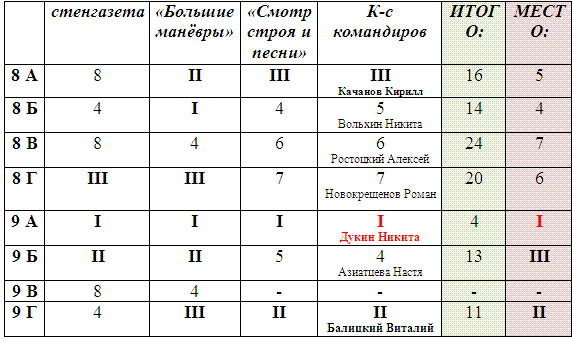 стенгазета «Большие манёвры» «Смотр строя и песни» К-с командиров ИТОГО: МЕСТО:
8 А 8 II III III Качанов Кирилл 16 5
8 Б 4 I 4 5 Вольхин Никита 14 4
8 В 8 4 6 6 Ростоцкий Алексей 24 7
8 Г III III 7 7 Новокрещенов Роман 20 6
9 А I I I I Дукин Никита 4 I
9 Б II II 5 4 Азиатцева Настя 13 III
9 В 8 4 - - - -
9 Г 4 III II II Балицкий Виталий 11 II